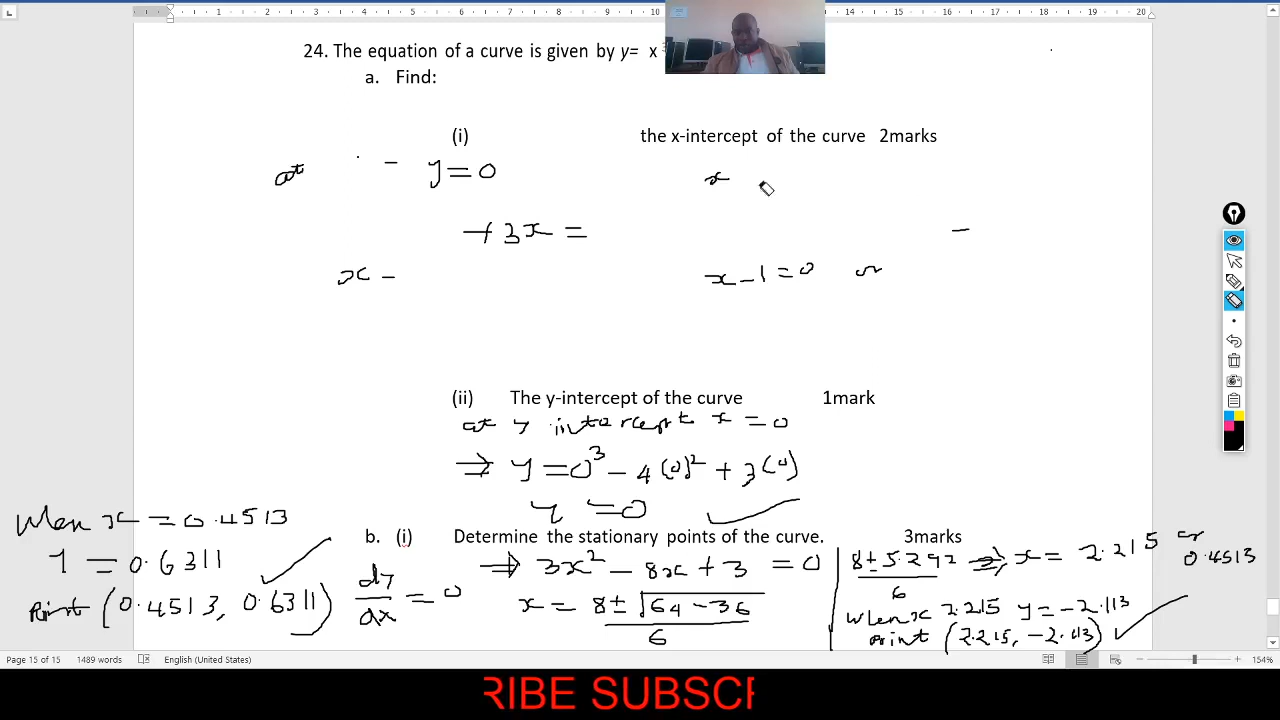 24. The equation of a curve is given by y= x
a. Find:
(i) the x-intercept of the curve 2marks
at - y=0 x
+3x = -
x - x-1=0 or
(ii) The y-intercept of the curve 1mark
at y intercept x =0
⇒ y =0³ - 4(0)² + 3(0)
y =0
b. (i) Determine the stationary points of the curve. 3marks
dy/dx = 0
⇒ 3x² - 8x + 3 = 0
x = 8±√64-36 / 6
8±5.292 / 6 ⇒ x = 2.215 or 0.4513
when x 2.215 y=-2.113
point (2.215, -2.113)
when x =0.4513
y =0.6311
point (0.4513, 0.6311)
Page 15 of 15 1489 words English (United States) 154%
RIBE SUBSCR